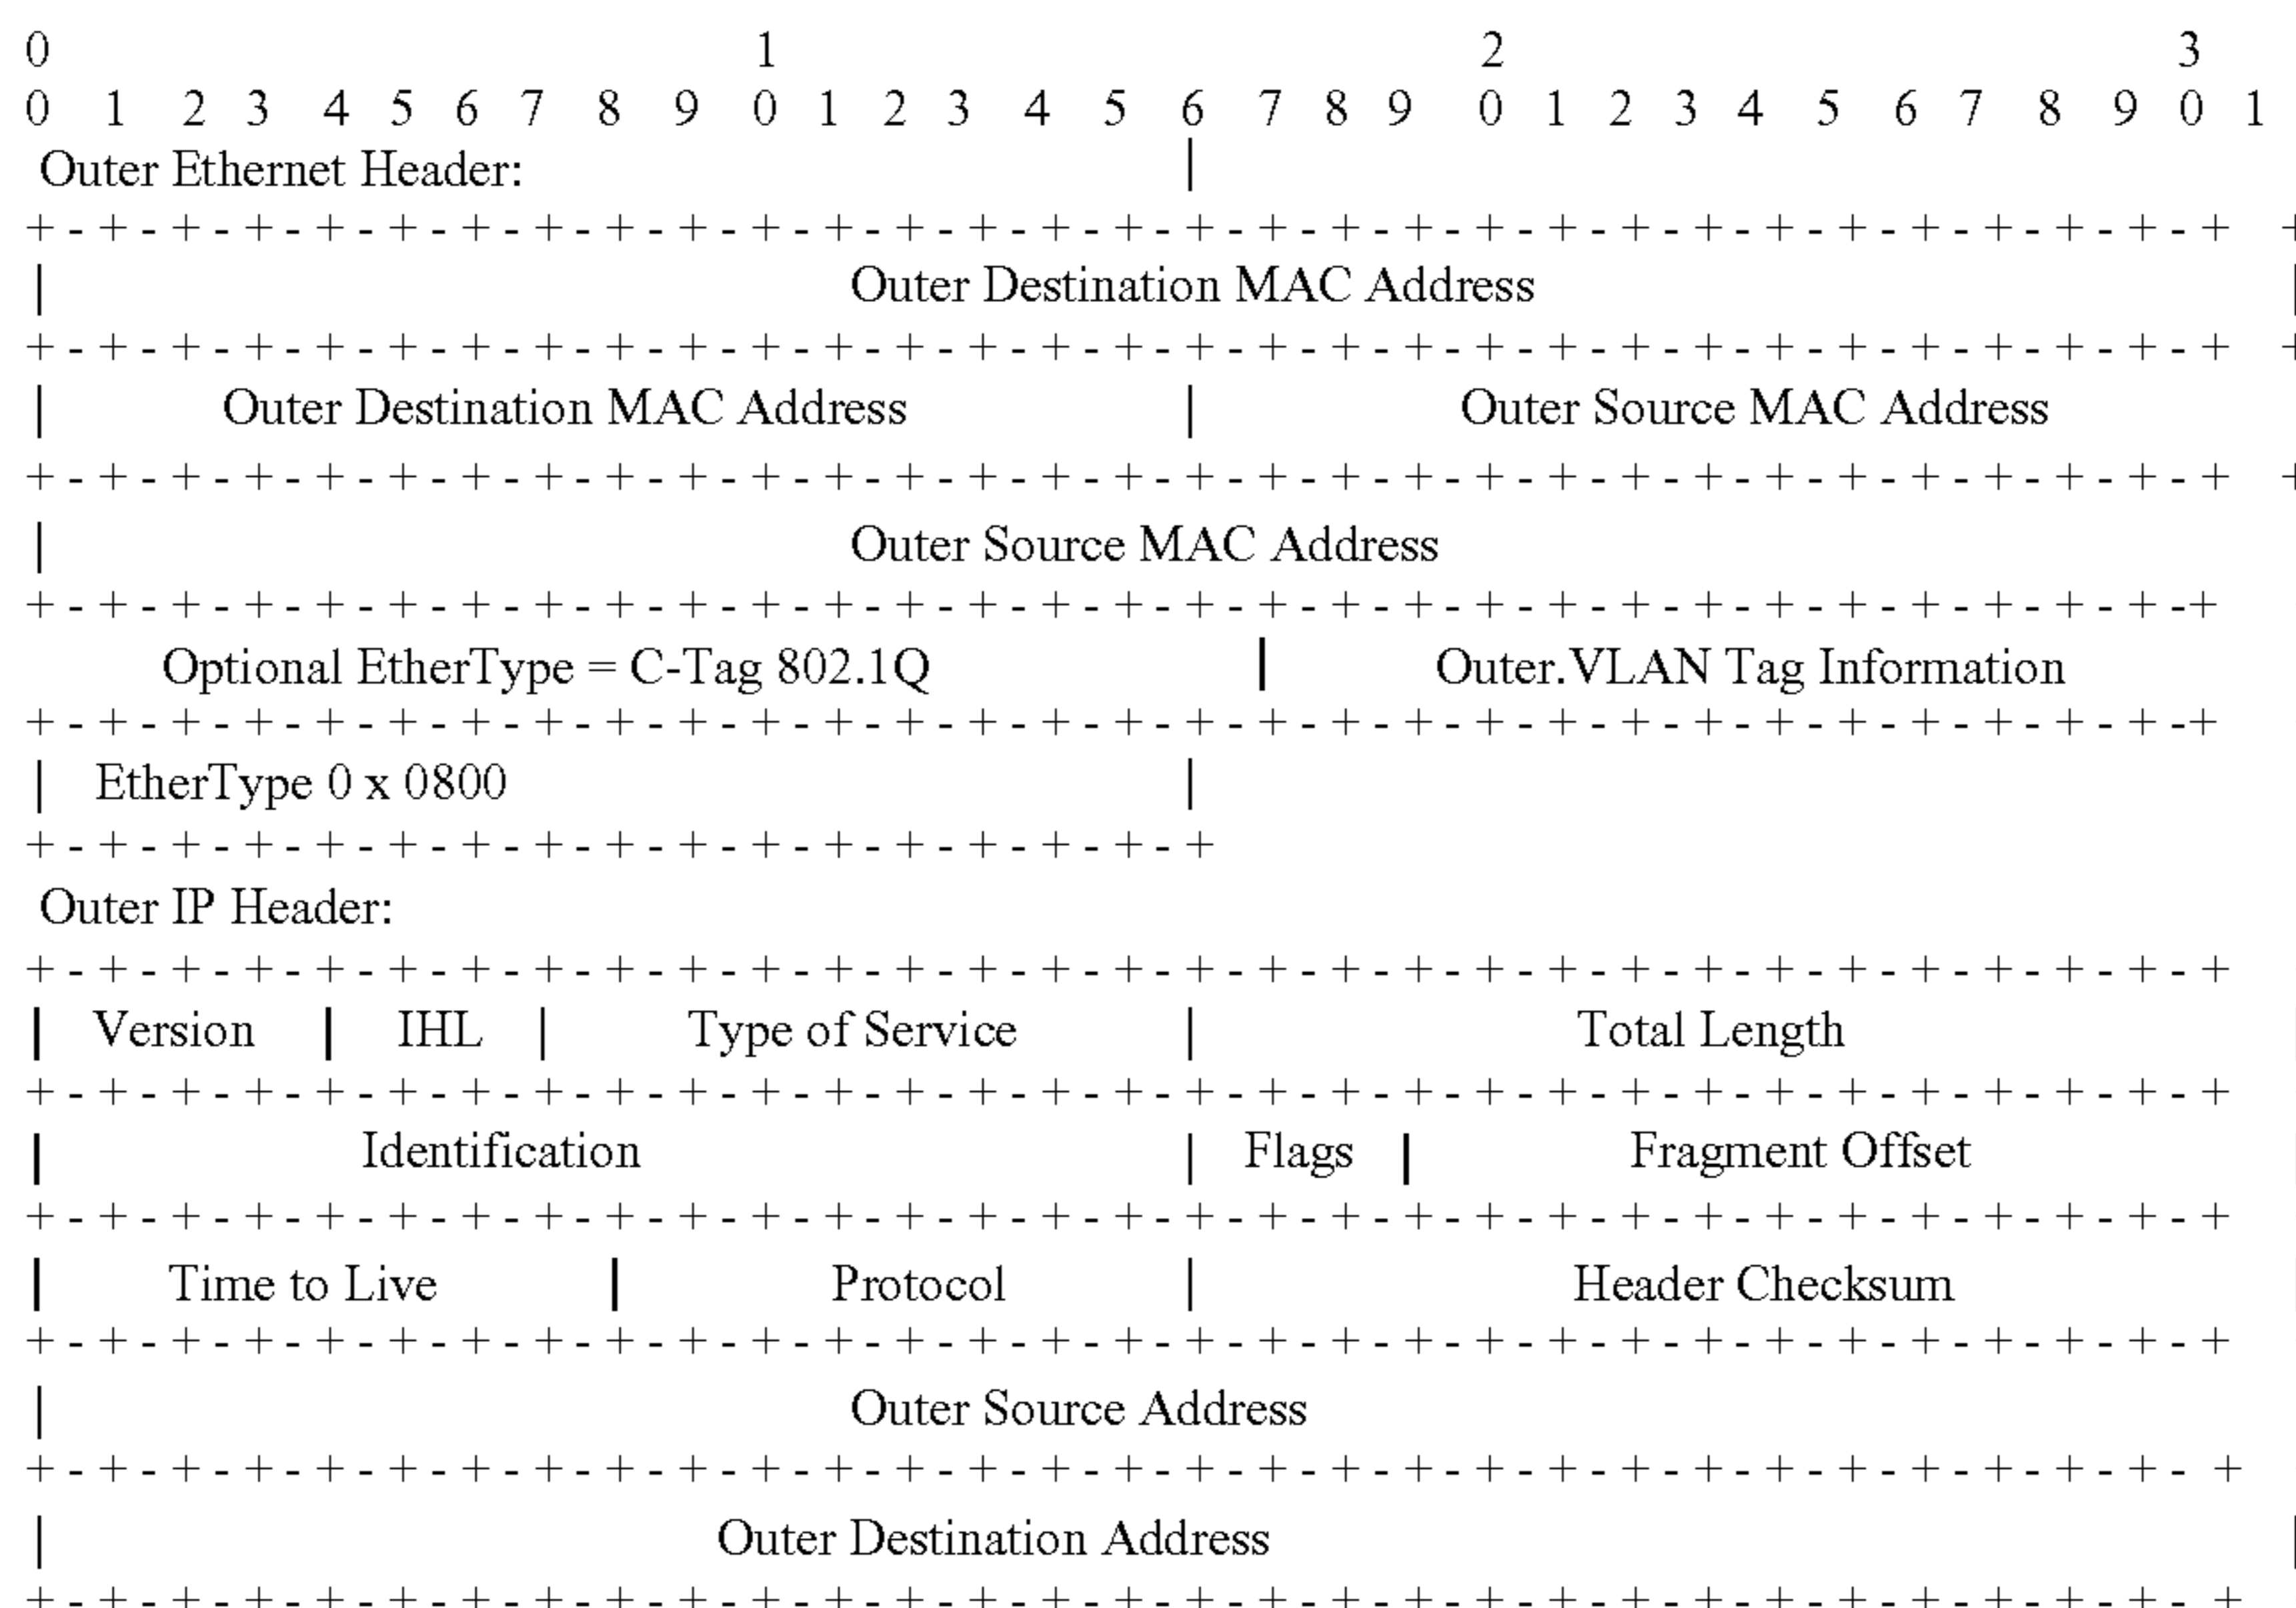 0 1 2 3
0 1 2 3 4 5 6 7 8 9 0 1 2 3 4 5 6 7 8 9 0 1 2 3 4 5 6 7 8 9 0 1
Outer Ethernet Header: |
+-+-+-+-+-+-+-+-+-+-+-+-+-+-+-+-+-+-+-+-+-+-+-+-+-+-+-+-+-+-+-+ +
| Outer Destination MAC Address |
+-+-+-+-+-+-+-+-+-+-+-+-+-+-+-+-+-+-+-+-+-+-+-+-+-+-+-+-+-+-+-+ +
| Outer Destination MAC Address | Outer Source MAC Address
+-+-+-+-+-+-+-+-+-+-+-+-+-+-+-+-+-+-+-+-+-+-+-+-+-+-+-+-+-+-+-+ +
| Outer Source MAC Address
+-+-+-+-+-+-+-+-+-+-+-+-+-+-+-+-+-+-+-+-+-+-+-+-+-+-+-+-+-+-+-+
Optional EtherType = C-Tag 802.1Q | Outer.VLAN Tag Information
+-+-+-+-+-+-+-+-+-+-+-+-+-+-+-+-+-+-+-+-+-+-+-+-+-+-+-+-+-+-+-+
| EtherType 0 x 0800 |
+-+-+-+-+-+-+-+-+-+-+-+-+-+-+-+-+
Outer IP Header:
+-+-+-+-+-+-+-+-+-+-+-+-+-+-+-+-+-+-+-+-+-+-+-+-+-+-+-+-+-+-+-+
| Version | IHL | Type of Service | Total Length
+-+-+-+-+-+-+-+-+-+-+-+-+-+-+-+-+-+-+-+-+-+-+-+-+-+-+-+-+-+-+-+
| Identification | Flags | Fragment Offset |
+-+-+-+-+-+-+-+-+-+-+-+-+-+-+-+-+-+-+-+-+-+-+-+-+-+-+-+-+-+-+-+
| Time to Live | Protocol | Header Checksum
+-+-+-+-+-+-+-+-+-+-+-+-+-+-+-+-+-+-+-+-+-+-+-+-+-+-+-+-+-+-+-+
| Outer Source Address
+-+-+-+-+-+-+-+-+-+-+-+-+-+-+-+-+-+-+-+-+-+-+-+-+-+-+-+-+-+-+- +
| Outer Destination Address |
+-+-+-+-+-+-+-+-+-+-+-+-+-+-+-+-+-+-+-+-+-+-+-+-+-+-+-+-+-+-+- +